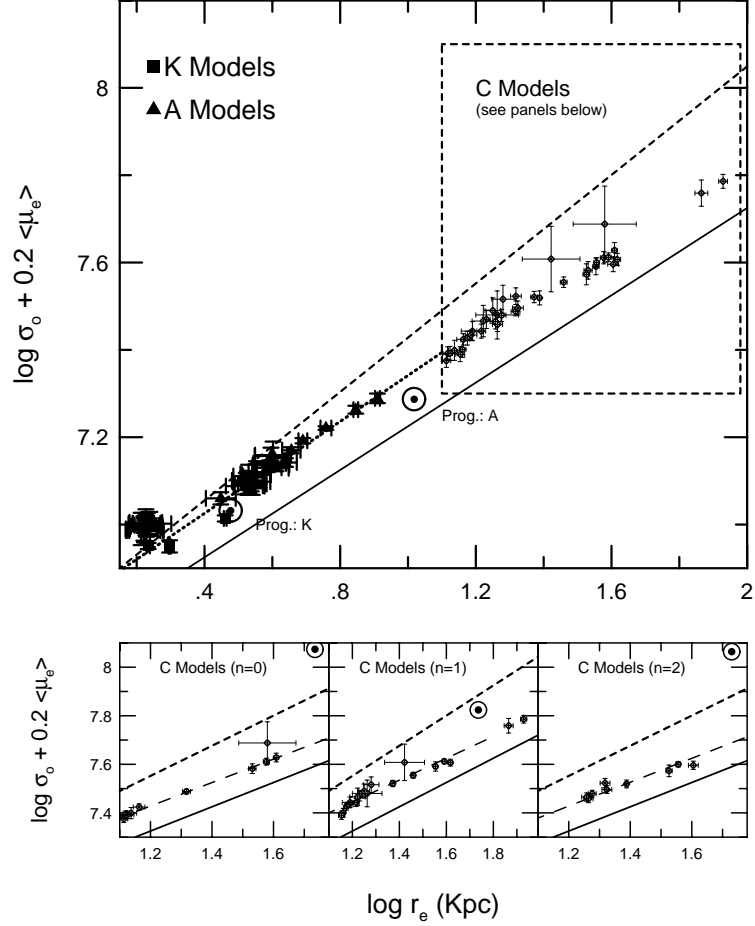 K Models
A Models
C Models
(see panels below)
8
7.6
7.2
log σo + 0.2 <μe>
Prog.: A
Prog.: K
.4
.8
1.2
1.6
2
C Models (n=0)
C Models (n=1)
C Models (n=2)
8
7.8
7.6
7.4
log σo + 0.2 <μe>
1.2 1.4 1.6
1.2 1.4 1.6 1.8
1.2 1.4 1.6
log re (Kpc)